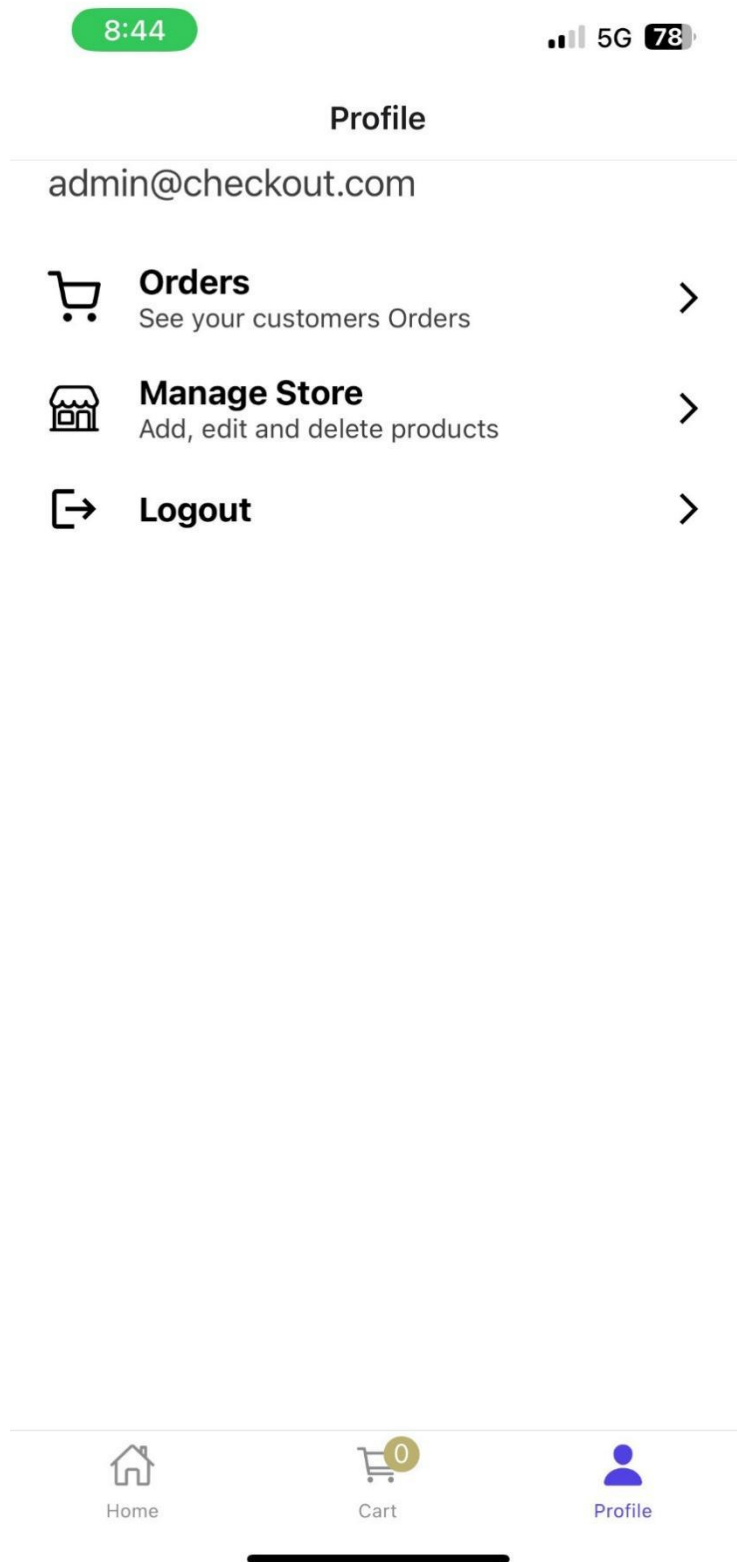 8:44
5G 78
Profile
admin@checkout.com
Orders
See your customers Orders
Manage Store
Add, edit and delete products
Logout
0
Home Cart Profile